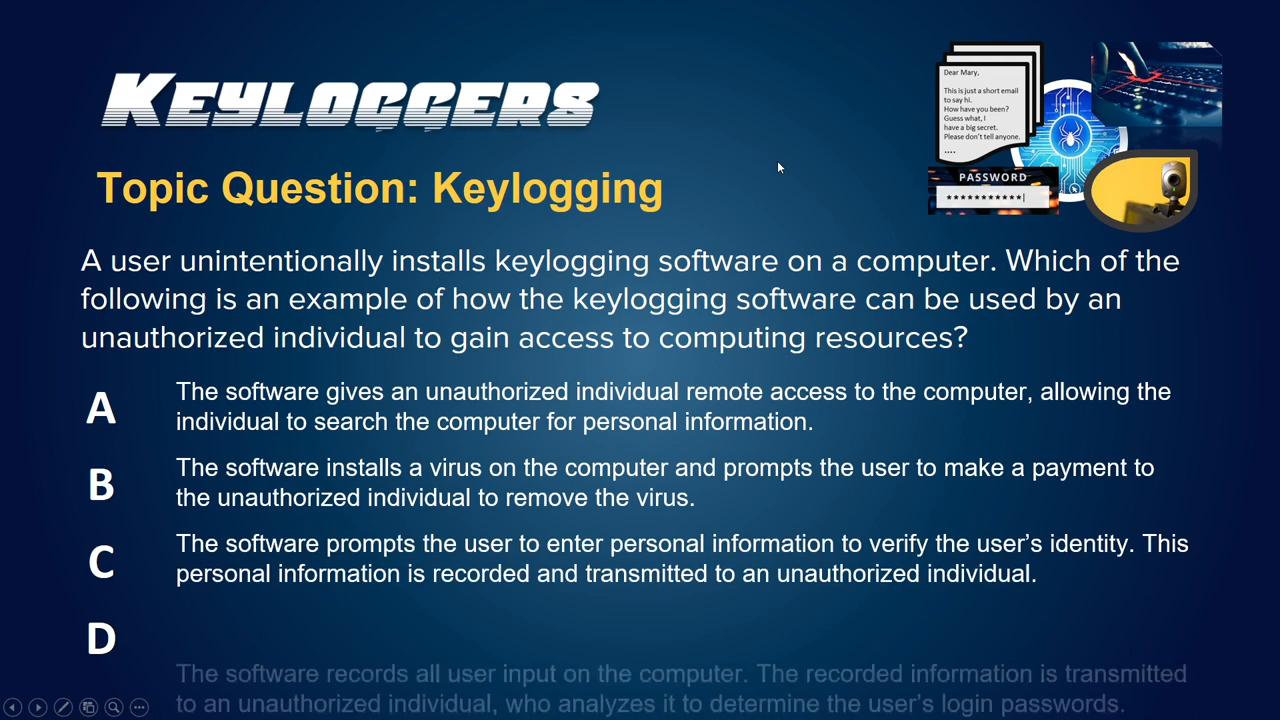 KEYLOGGERS
Topic Question: Keylogging
Dear Mary,
This is just a short email
to say hi.
How have you been?
Guess what, I
have a big secret.
Please don't tell anyone.
....
PASSWORD
***********|
A user unintentionally installs keylogging software on a computer. Which of the
following is an example of how the keylogging software can be used by an
unauthorized individual to gain access to computing resources?
A
The software gives an unauthorized individual remote access to the computer, allowing the
individual to search the computer for personal information.
B
The software installs a virus on the computer and prompts the user to make a payment to
the unauthorized individual to remove the virus.
C
The software prompts the user to enter personal information to verify the user’s identity. This
personal information is recorded and transmitted to an unauthorized individual.
D
The software records all user input on the computer. The recorded information is transmitted
to an unauthorized individual, who analyzes it to determine the user’s login passwords.